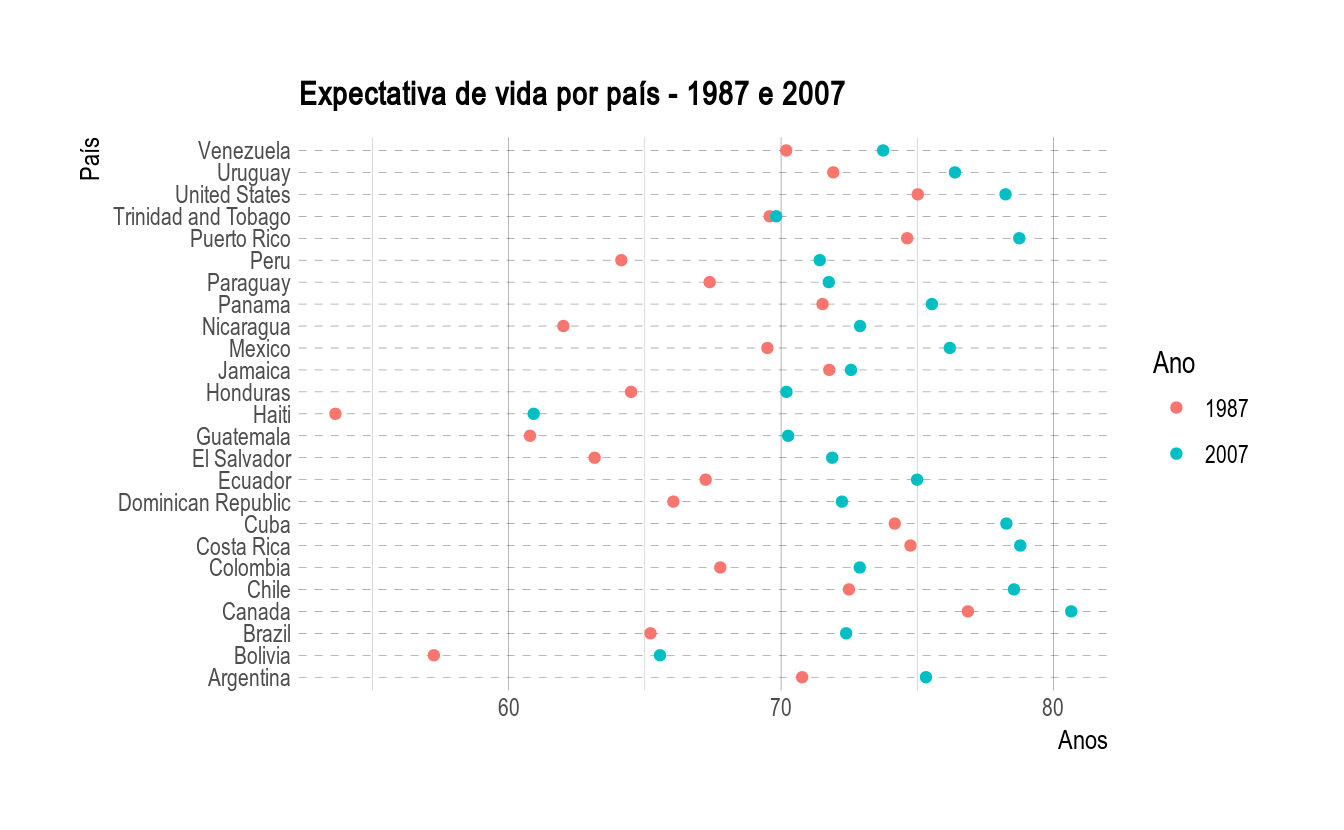 Expectativa de vida por país - 1987 e 2007
País
Venezuela
Uruguay
United States
Trinidad and Tobago
Puerto Rico
Peru
Paraguay
Panama
Nicaragua
Mexico
Jamaica
Honduras
Haiti
Guatemala
El Salvador
Ecuador
Dominican Republic
Cuba
Costa Rica
Colombia
Chile
Canada
Brazil
Bolivia
Argentina
60 70 80
Anos
Ano
1987
2007